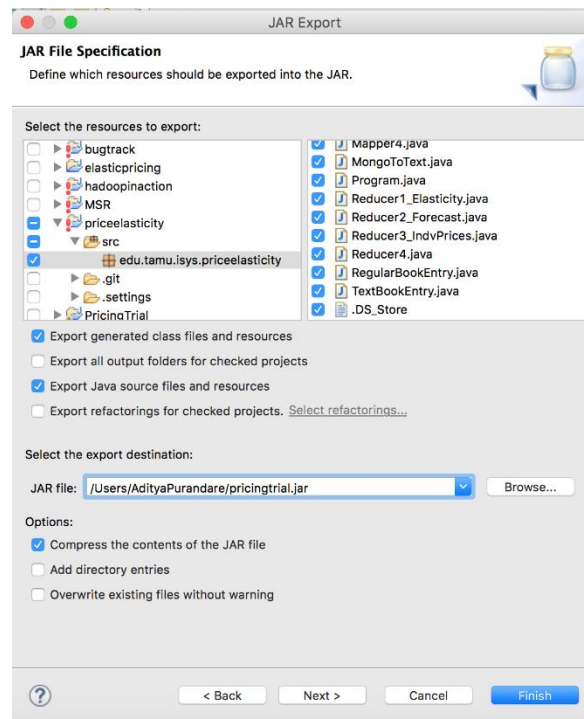 JAR Export
JAR File Specification
Define which resources should be exported into the JAR.
Select the resources to export:
bugtrack
elasticpricing
hadoopinaction
MSR
priceelasticity
src
edu.tamu.isys.priceelasticity
.git
.settings
PricingTrial
Mapper4.java
MongoToText.java
Program.java
Reducer1_Elasticity.java
Reducer2_Forecast.java
Reducer3_IndvPrices.java
Reducer4.java
RegularBookEntry.java
TextBookEntry.java
.DS_Store
Export generated class files and resources
Export all output folders for checked projects
Export Java source files and resources
Export refactorings for checked projects. Select refactorings...
Select the export destination:
JAR file: /Users/AdityaPurandare/pricingtrial.jar Browse...
Options:
Compress the contents of the JAR file
Add directory entries
Overwrite existing files without warning
? < Back Next > Cancel Finish